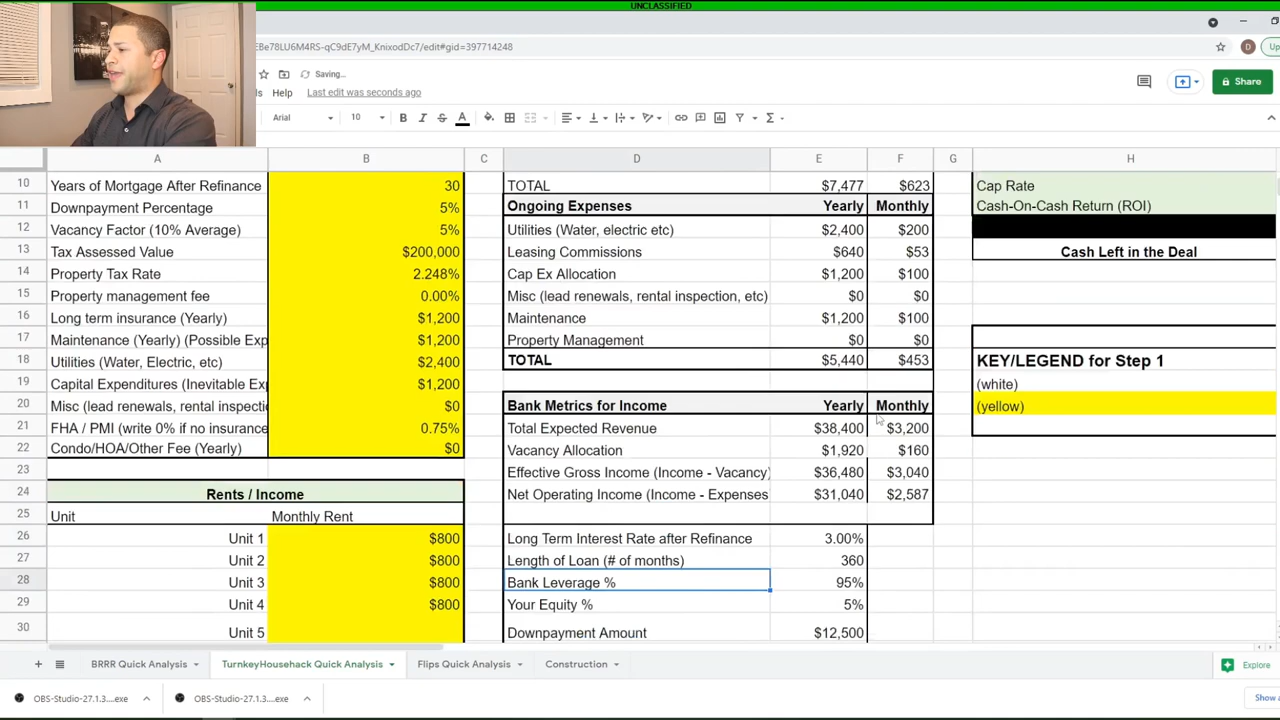 UNCLASSIFIED
EBe78LU6M4RS-qC9dE7yM_KnixodDc7/edit#gid=397714248
D
Saving...
ls Help Last edit was seconds ago
Share
Arial 10 B I S A
A B C D E F G H
10 Years of Mortgage After Refinance 30 TOTAL $7,477 $623 Cap Rate
11 Downpayment Percentage 5% Ongoing Expenses Yearly Monthly Cash-On-Cash Return (ROI)
12 Vacancy Factor (10% Average) 5% Utilities (Water, electric etc) $2,400 $200
13 Tax Assessed Value $200,000 Leasing Commissions $640 $53 Cash Left in the Deal
14 Property Tax Rate 2.248% Cap Ex Allocation $1,200 $100
15 Property management fee 0.00% Misc (lead renewals, rental inspection, etc) $0 $0
16 Long term insurance (Yearly) $1,200 Maintenance $1,200 $100
17 Maintenance (Yearly) (Possible Exp $1,200 Property Management $0 $0
18 Utilities (Water, Electric, etc) $2,400 TOTAL $5,440 $453 KEY/LEGEND for Step 1
19 Capital Expenditures (Inevitable Ex $1,200 (white)
20 Misc (lead renewals, rental inspecti $0 Bank Metrics for Income Yearly Monthly (yellow)
21 FHA / PMI (write 0% if no insurance 0.75% Total Expected Revenue $38,400 $3,200
22 Condo/HOA/Other Fee (Yearly) $0 Vacancy Allocation $1,920 $160
23 Effective Gross Income (Income - Vacancy) $36,480 $3,040
24 Rents / Income Net Operating Income (Income - Expenses $31,040 $2,587
25 Unit Monthly Rent
26 Unit 1 $800 Long Term Interest Rate after Refinance 3.00%
27 Unit 2 $800 Length of Loan (# of months) 360
28 Unit 3 $800 Bank Leverage % 95%
29 Unit 4 $800 Your Equity % 5%
30 Unit 5 Downpayment Amount $12,500
BRRR Quick Analysis TurnkeyHousehack Quick Analysis Flips Quick Analysis Construction Explore
OBS-Studio-27.1.3....exe OBS-Studio-27.1.3....exe Show a